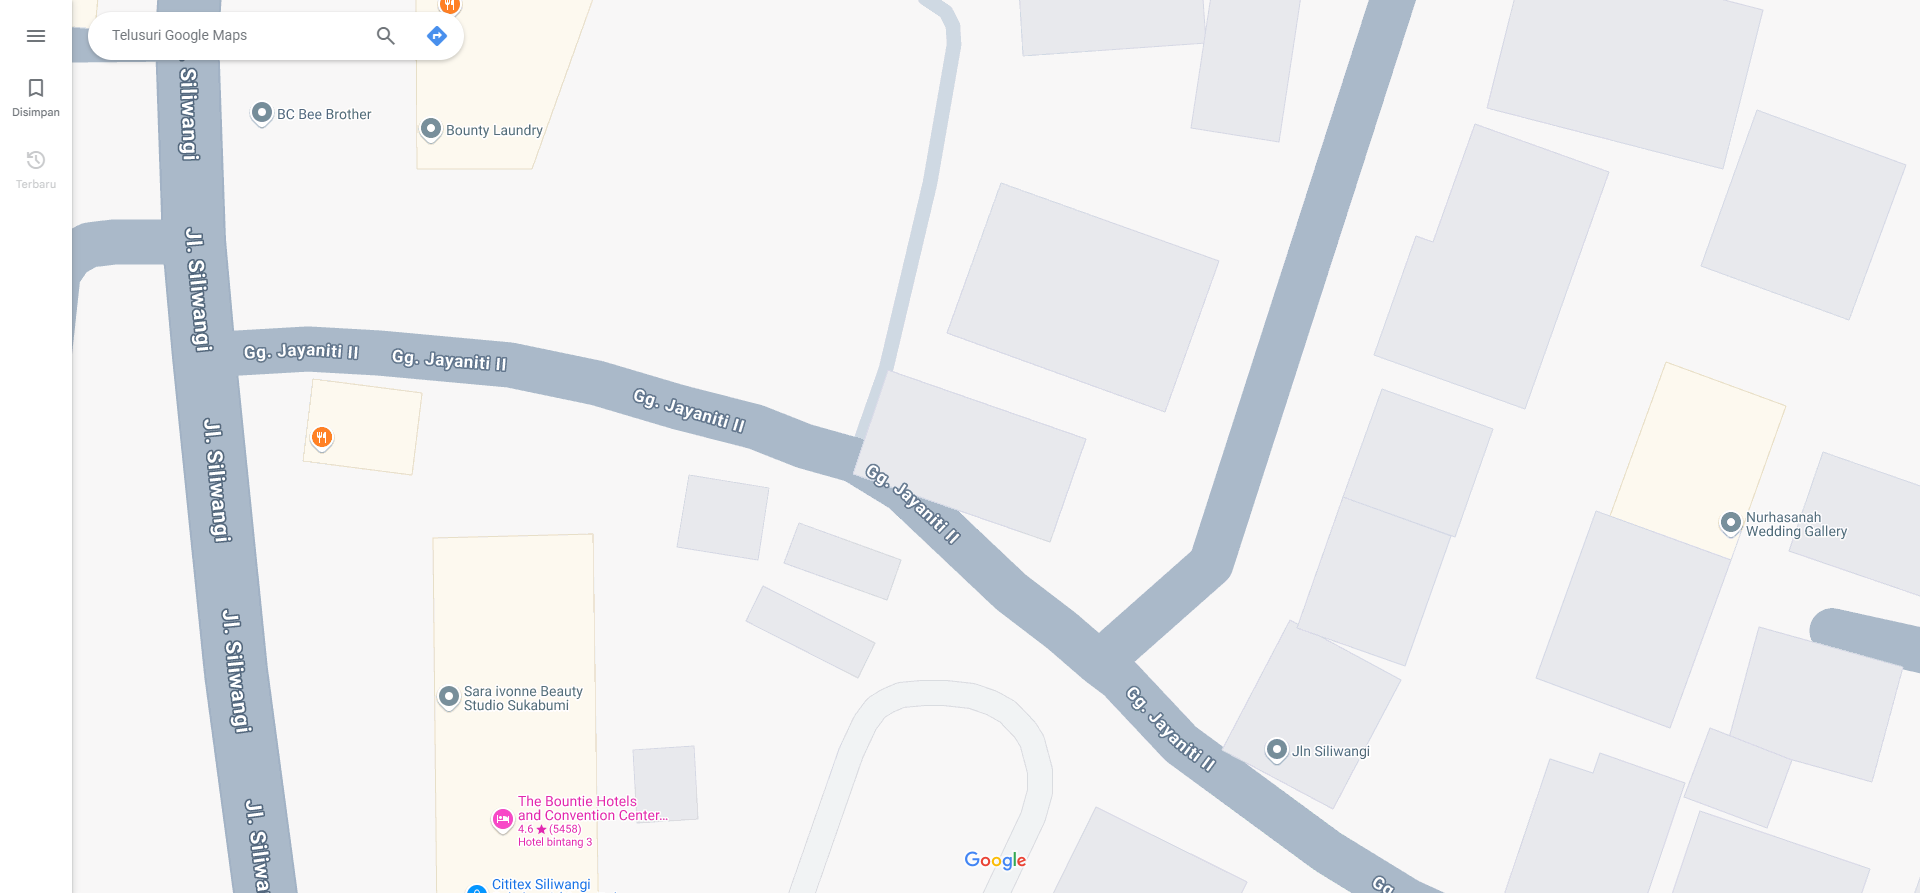 Telusuri Google Maps
Disimpan
Terbaru
Siliwangi
BC Bee Brother
Bounty Laundry
Jl. Siliwangi
Gg. Jayaniti II
Gg. Jayaniti II
Gg. Jayaniti II
Jl. Siliwangi
Gg. Jayaniti II
Nurhasanah
Wedding Gallery
Jl. Siliwangi
Sara ivonne Beauty
Studio Sukabumi
Gg. Jayaniti II
Jln Siliwangi
The Bountie Hotels
and Convention Center...
4.6 ★ (5458)
Hotel bintang 3
Jl. Siliwa
Google
Cititex Siliwangi
Gg.